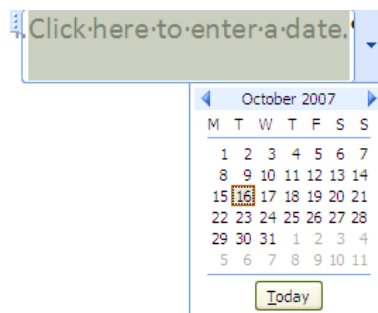 Click·here·to·enter·a·date.
October 2007
M T W T F S S
1 2 3 4 5 6 7
8 9 10 11 12 13 14
15 16 17 18 19 20 21
22 23 24 25 26 27 28
29 30 31 1 2 3 4
5 6 7 8 9 10 11
Today